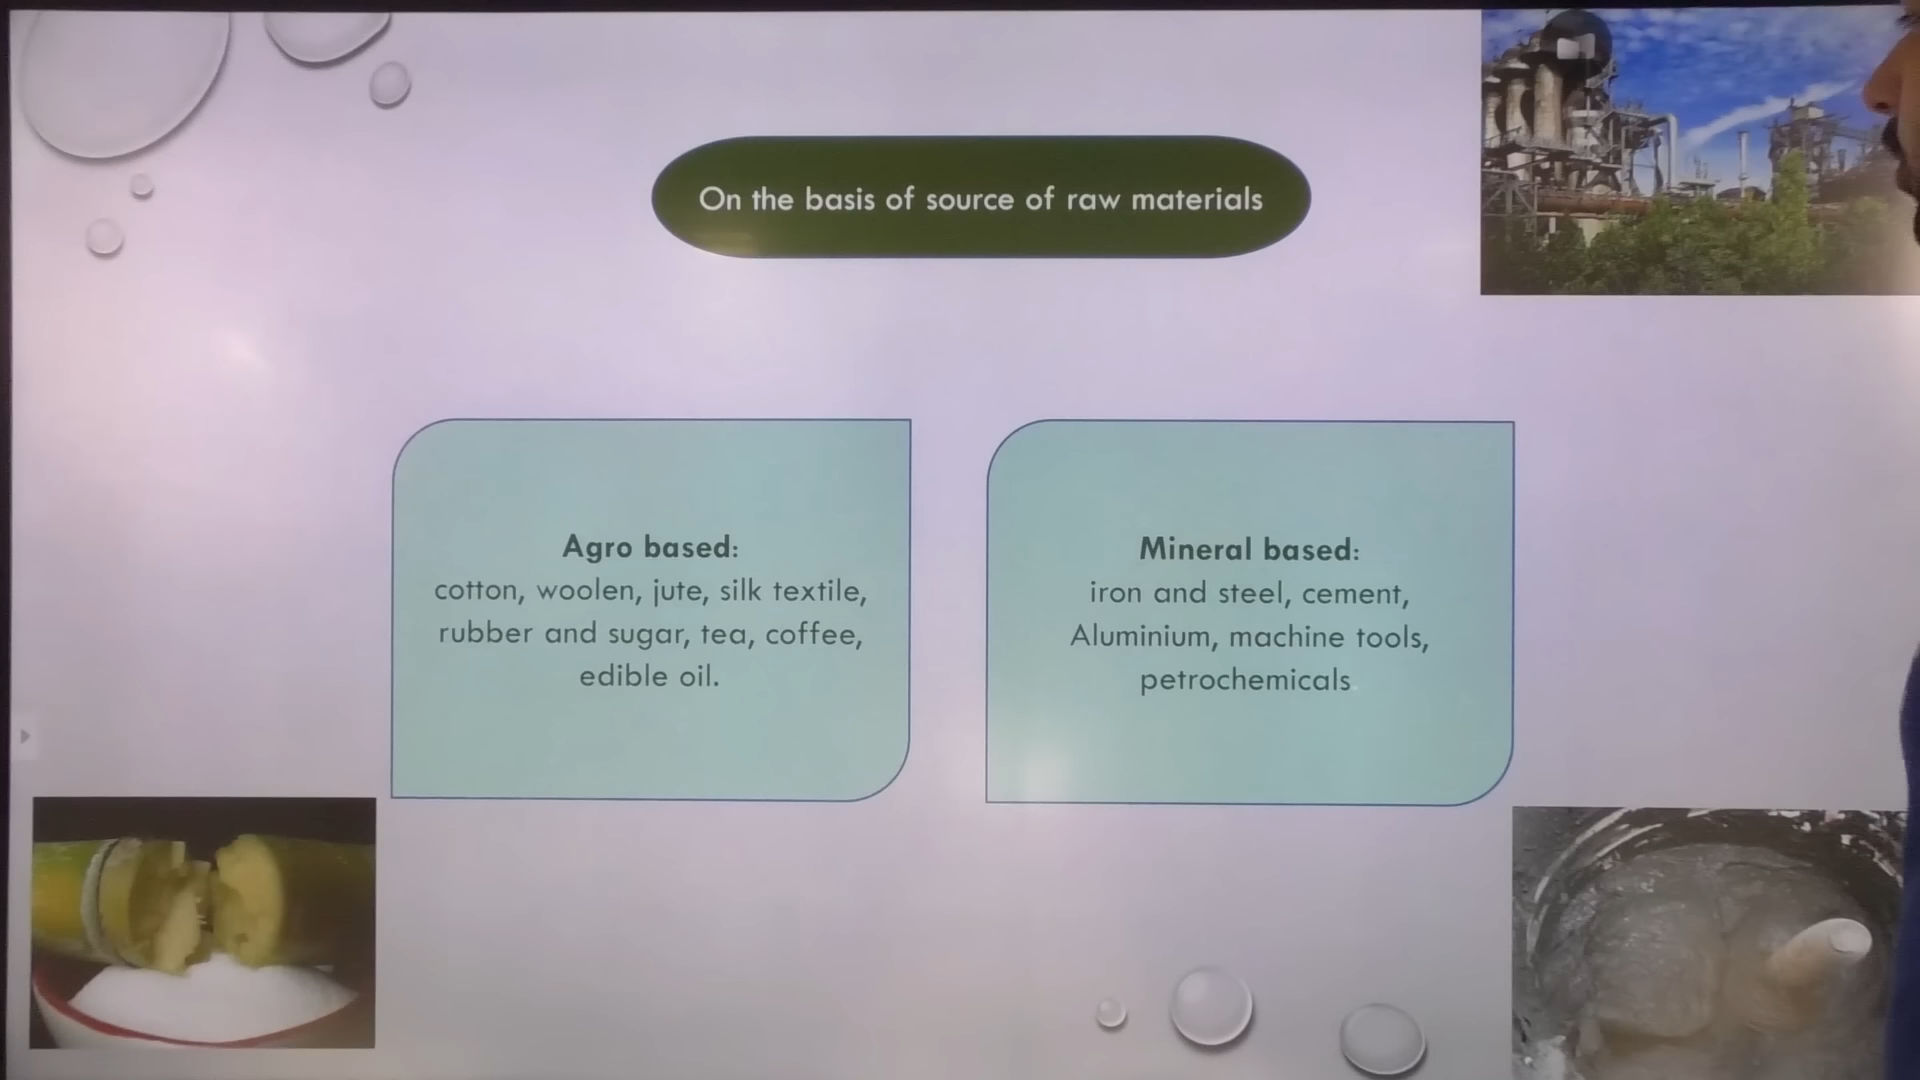 On the basis of source of raw materials
Agro based:
cotton, woolen, jute, silk textile,
rubber and sugar, tea, coffee,
edible oil.
Mineral based:
iron and steel, cement,
Aluminium, machine tools,
petrochemicals